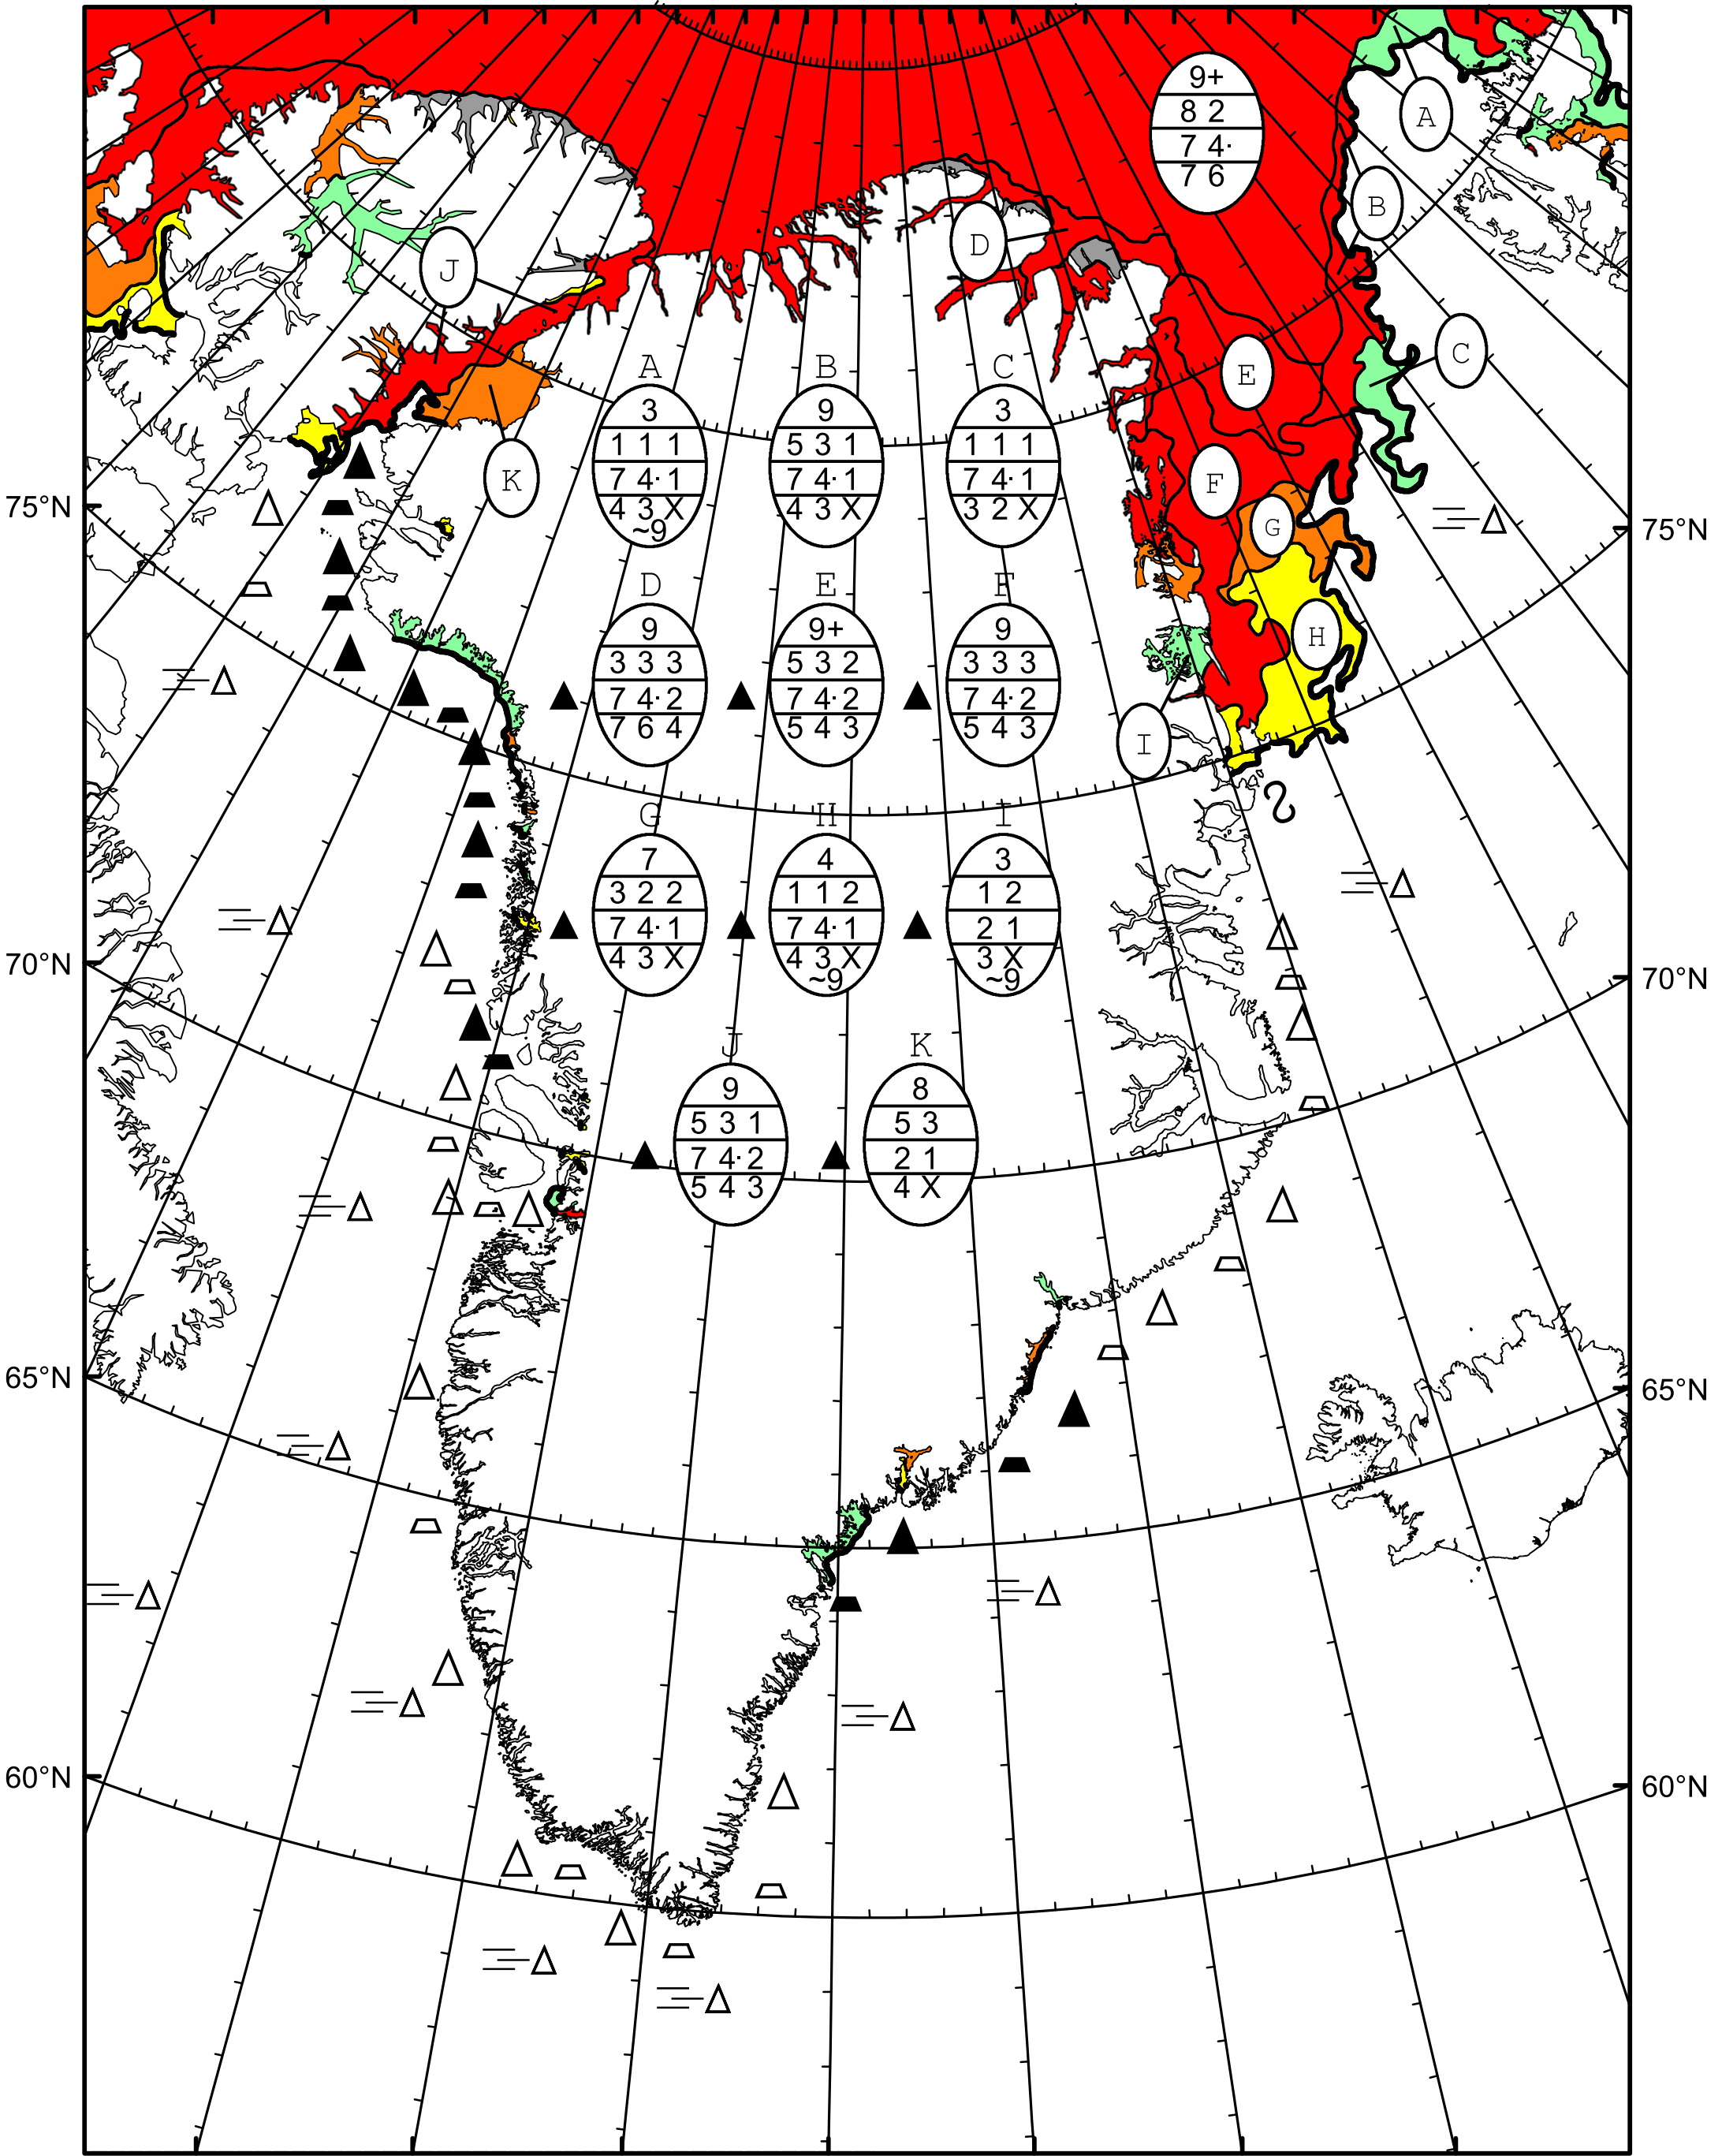 9+
8 2
7 4·
7 6
A
B
D
J
C
E
A B C
3 9 3
1 1 1 5 3 1 1 1 1
7 4· 1 7 4· 1 7 4· 1
4 3 X 4 3 X 3 2 X
~9
K
F
75°N 75°N
G
D E F
9 9+ 9
3 3 3 5 3 2 3 3 3
7 4· 2 7 4· 2 7 4· 2
7 6 4 5 4 3 5 4 3
H
I
G H I
7 4 3
3 2 2 1 1 2 1 2
7 4· 1 7 4· 1 2 1
4 3 X 4 3 X 3 X
~9 ~9
70°N 70°N
J K
9 8
5 3 1 5 3
7 4· 2 2 1
5 4 3 4 X
65°N 65°N
60°N 60°N